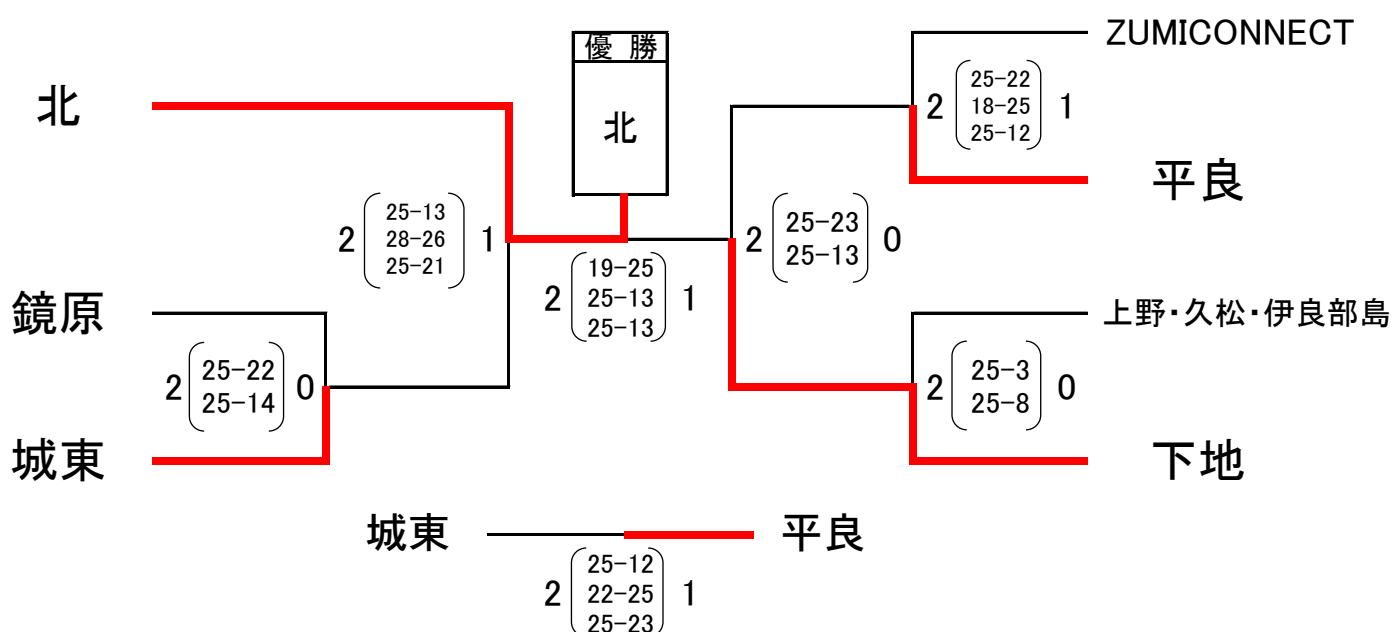 優 勝
北
ZUMICONNECT
2 25-22 1
18-25
25-12
北
平良
2 25-13 1
28-26
25-21
2 25-23 0
25-13
2 19-25 1
25-13
25-13
鏡原
上野・久松・伊良部島
2 25-22 0
25-14
2 25-3 0
25-8
城東
下地
城東 平良
2 25-12 1
22-25
25-23